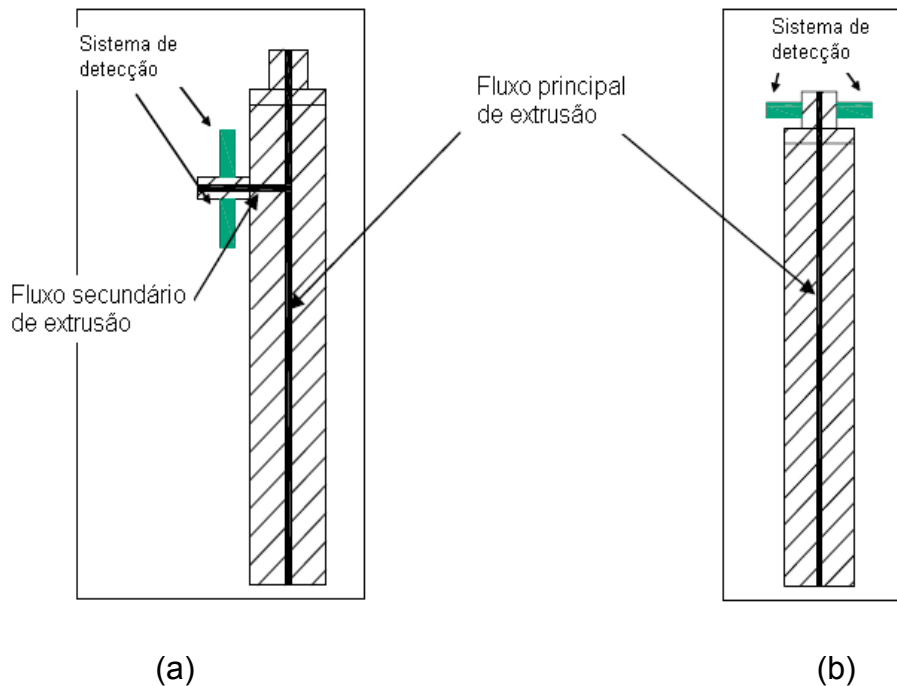 Sistema de
detecção
Fluxo secundário
de extrusão
Fluxo principal
de extrusão
Sistema de
detecção
(a)
(b)